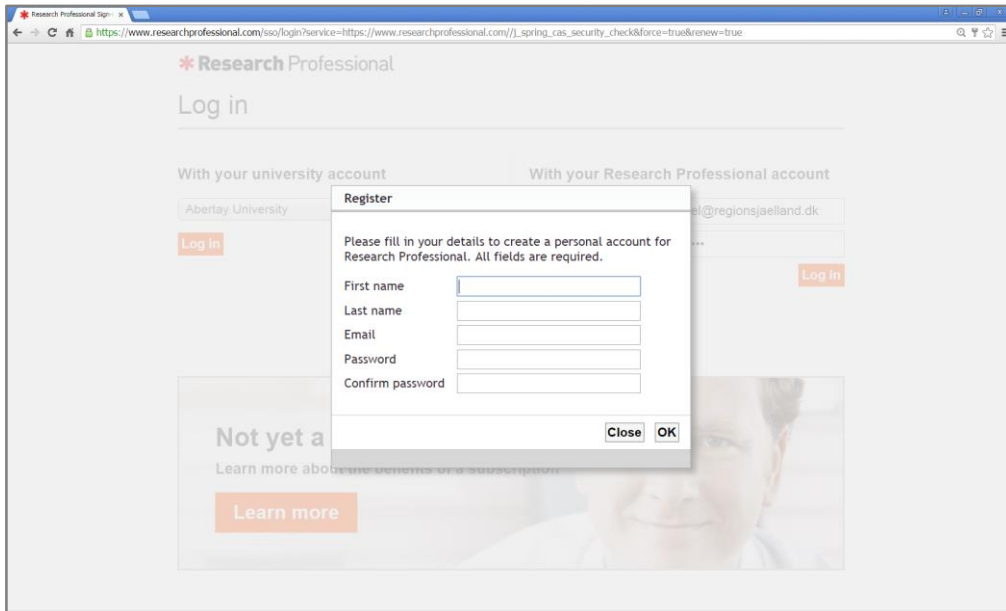 Research Professional Sign-
https://www.researchprofessional.com/sso/login?service=https://www.researchprofessional.com//j_spring_cas_security_check&force=true&renew=true
Research Professional
Log in
With your university account
With your Research Professional account
Abertay University
el@regionsjaelland.dk
Log in
Log in
Register
Please fill in your details to create a personal account for
Research Professional. All fields are required.
First name
Last name
Email
Password
Confirm password
Close OK
Not yet a
Learn more about the benefits of a subscription
Learn more